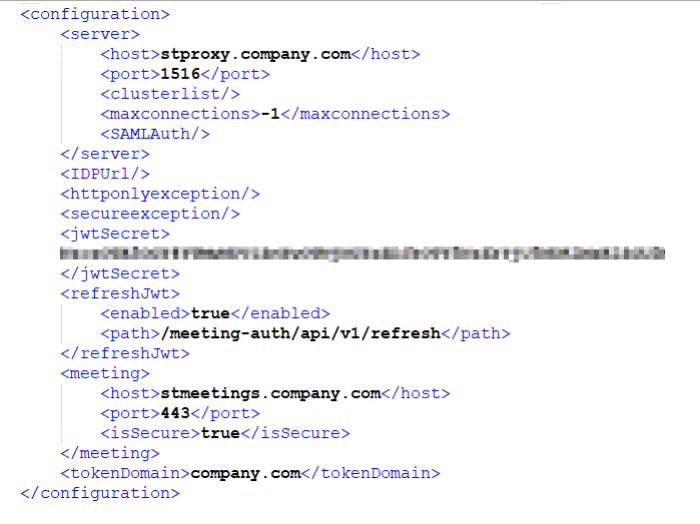 <configuration>
<server>
<host>stproxy.company.com</host>
<port>1516</port>
<clusterlist/>
<maxconnections>-1</maxconnections>
<SAMLAuth/>
</server>
<IDPUrl/>
<httponlyexception/>
<secureexception/>
<jwtSecret>
</jwtSecret>
<refreshJwt>
<enabled>true</enabled>
<path>/meeting-auth/api/v1/refresh</path>
</refreshJwt>
<meeting>
<host>stmeetings.company.com</host>
<port>443</port>
<isSecure>true</isSecure>
</meeting>
<tokenDomain>company.com</tokenDomain>
</configuration>